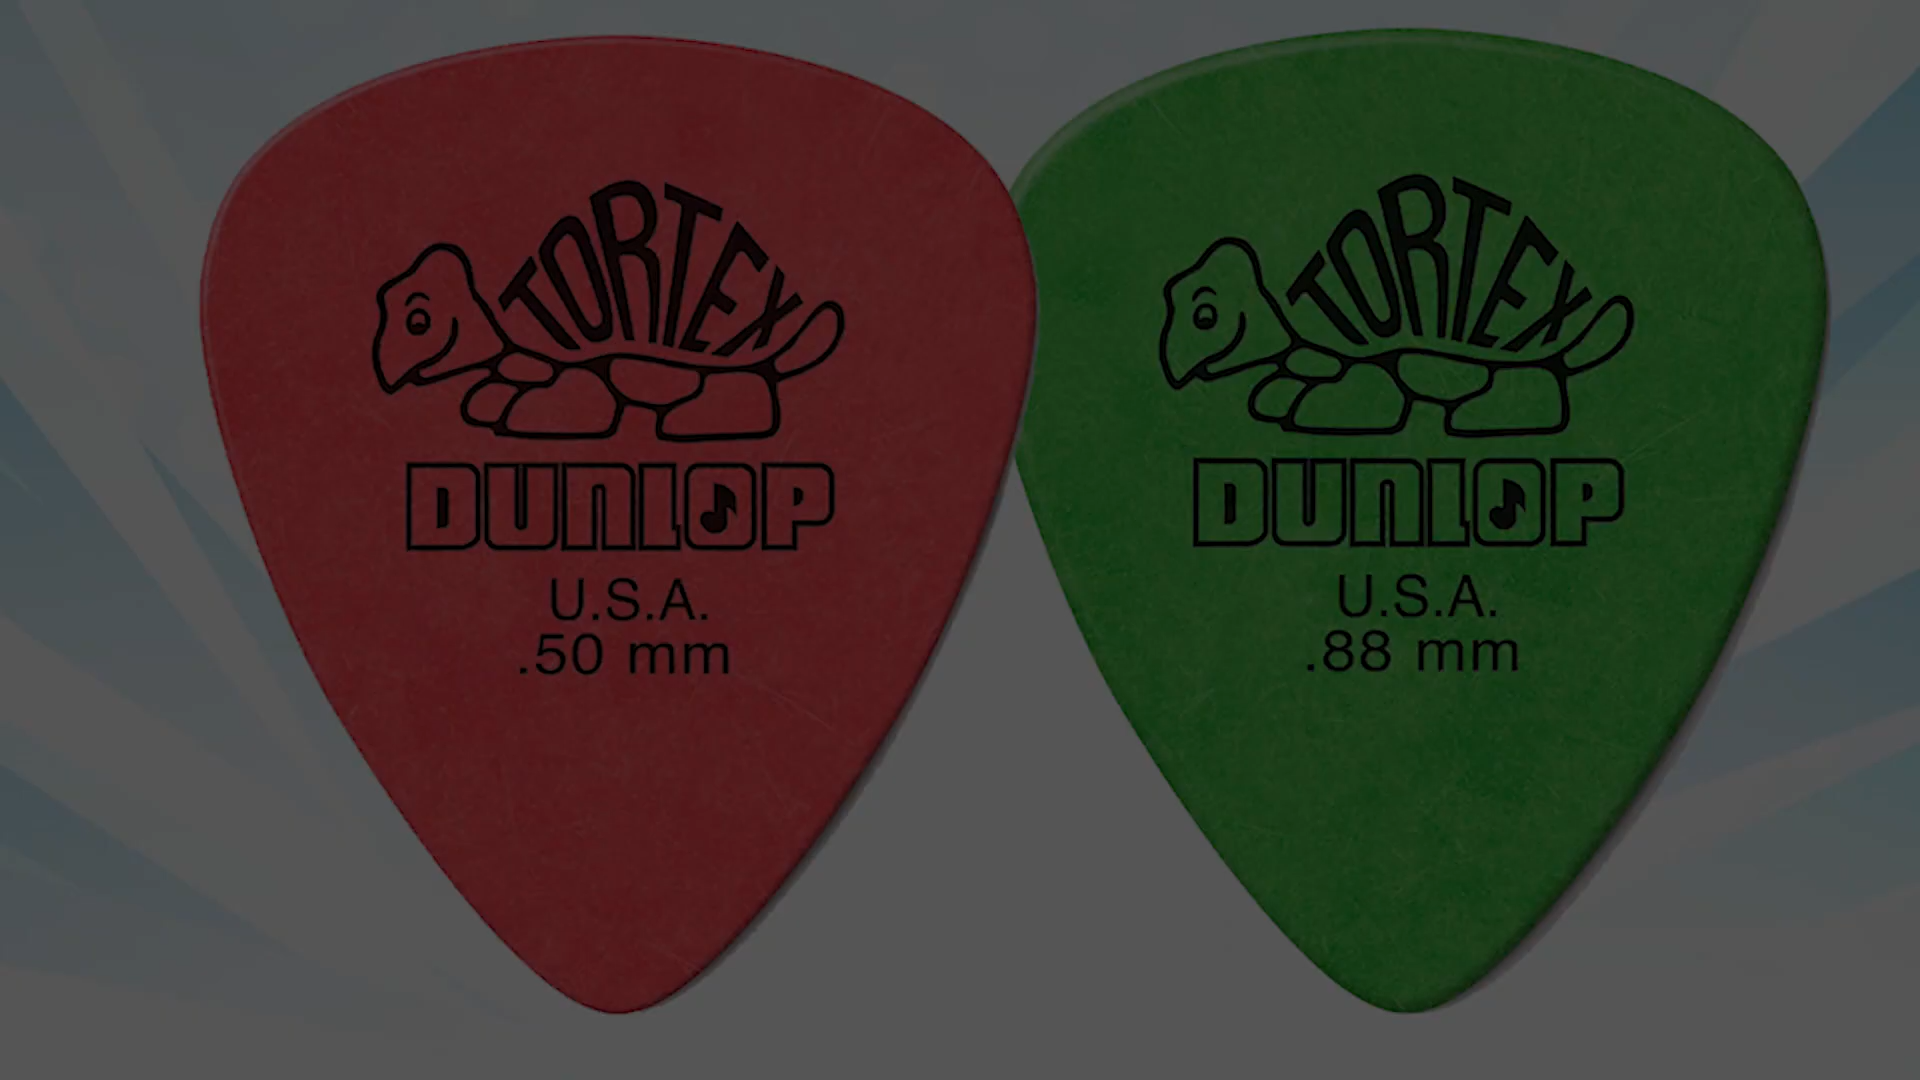 TORTEX
DUNLOP
U.S.A.
.50 mm
TORTEX
DUNLOP
U.S.A.
.88 mm